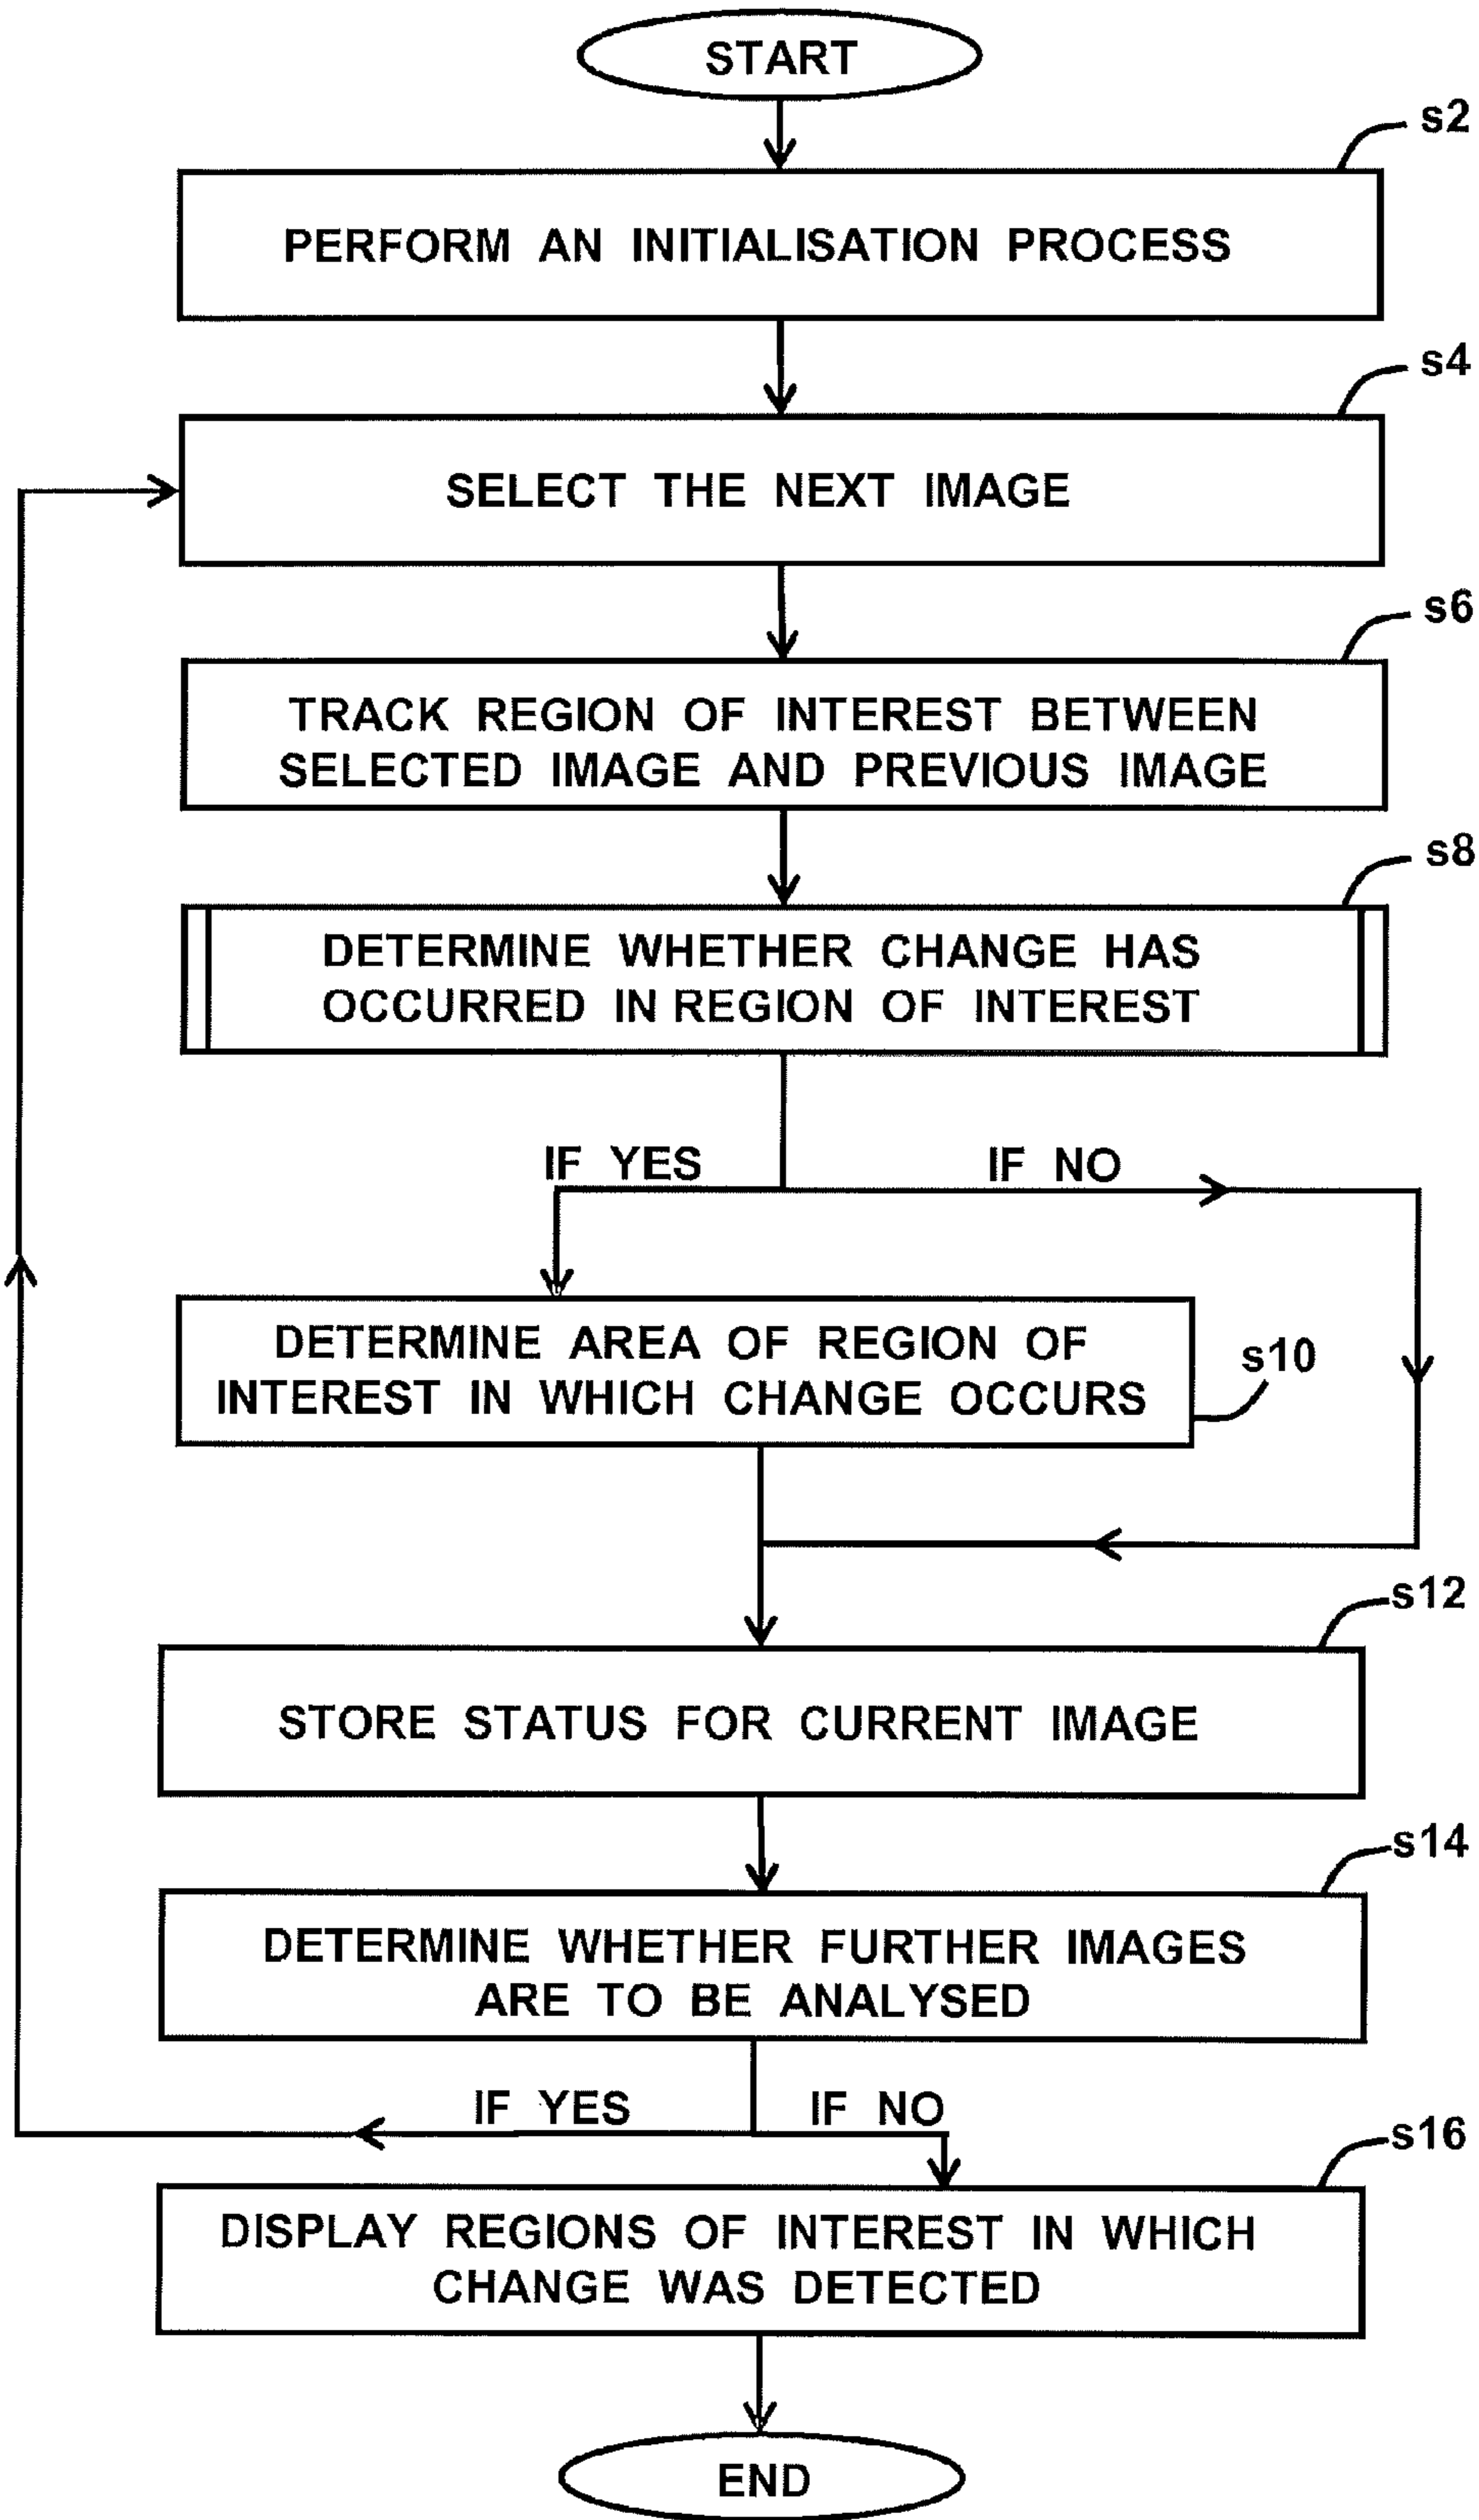 START
s2
PERFORM AN INITIALISATION PROCESS
s4
SELECT THE NEXT IMAGE
s6
TRACK REGION OF INTEREST BETWEEN
SELECTED IMAGE AND PREVIOUS IMAGE
s8
DETERMINE WHETHER CHANGE HAS
OCCURRED IN REGION OF INTEREST
IF YES
IF NO
DETERMINE AREA OF REGION OF
INTEREST IN WHICH CHANGE OCCURS
s10
s12
STORE STATUS FOR CURRENT IMAGE
s14
DETERMINE WHETHER FURTHER IMAGES
ARE TO BE ANALYSED
IF YES
IF NO
s16
DISPLAY REGIONS OF INTEREST IN WHICH
CHANGE WAS DETECTED
END